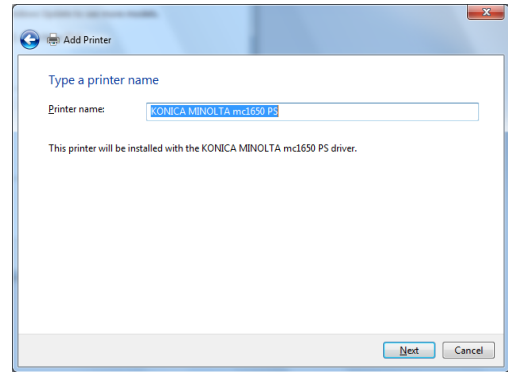 Add Printer
Type a printer name
Printer name: KONICA MINOLTA mc1650 PS
This printer will be installed with the KONICA MINOLTA mc1650 PS driver.
Next Cancel